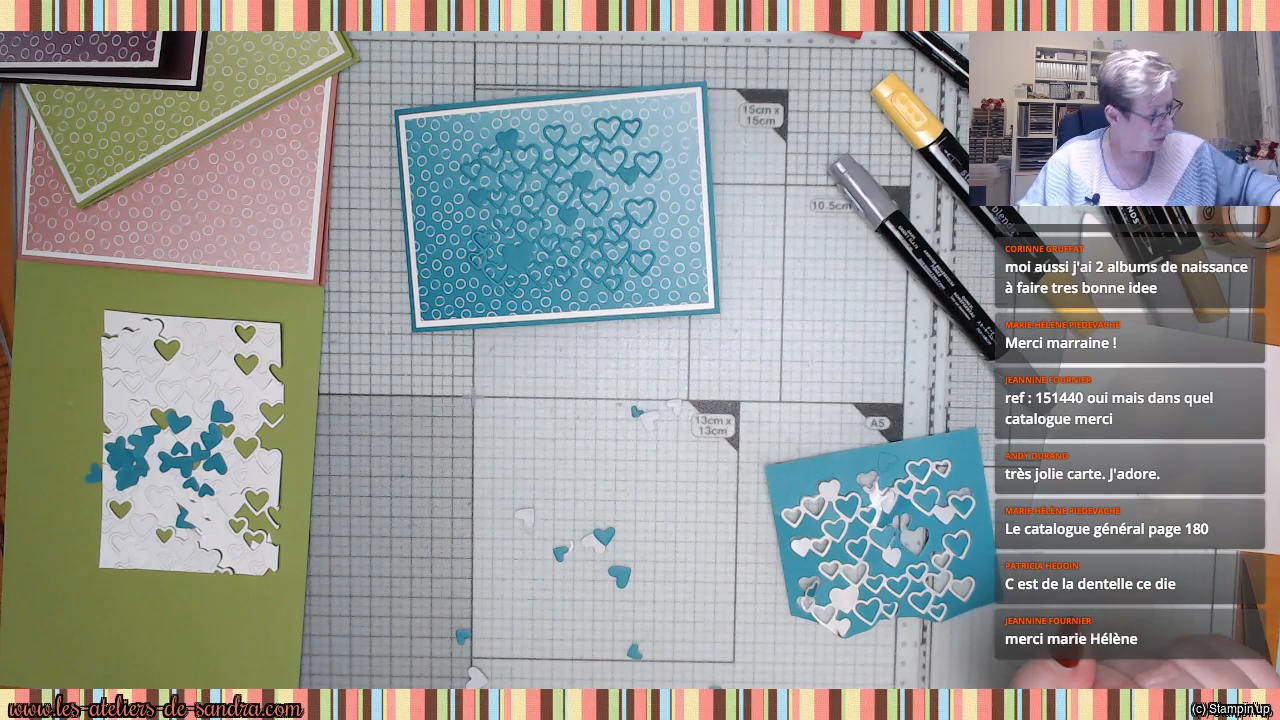 15cm x
15cm
10.5cm
13cm x
13cm
A5
CORINNE GRUFFAT
moi aussi j'ai 2 albums de naissance
à faire tres bonne idee
MARIE-HÉLÈNE PIEDEVACHE
Merci marraine !
JEANNINE FOURNIER
ref : 151440 oui mais dans quel
catalogue merci
ANDY DURAND
très jolie carte. J'adore.
MARIE-HÉLÈNE PIEDEVACHE
Le catalogue général page 180
PATRICIA HEDOIN
C est de la dentelle ce die
JEANNINE FOURNIER
merci marie Hélène
www.les-ateliers-de-sandra.com
(c) Stampin'up